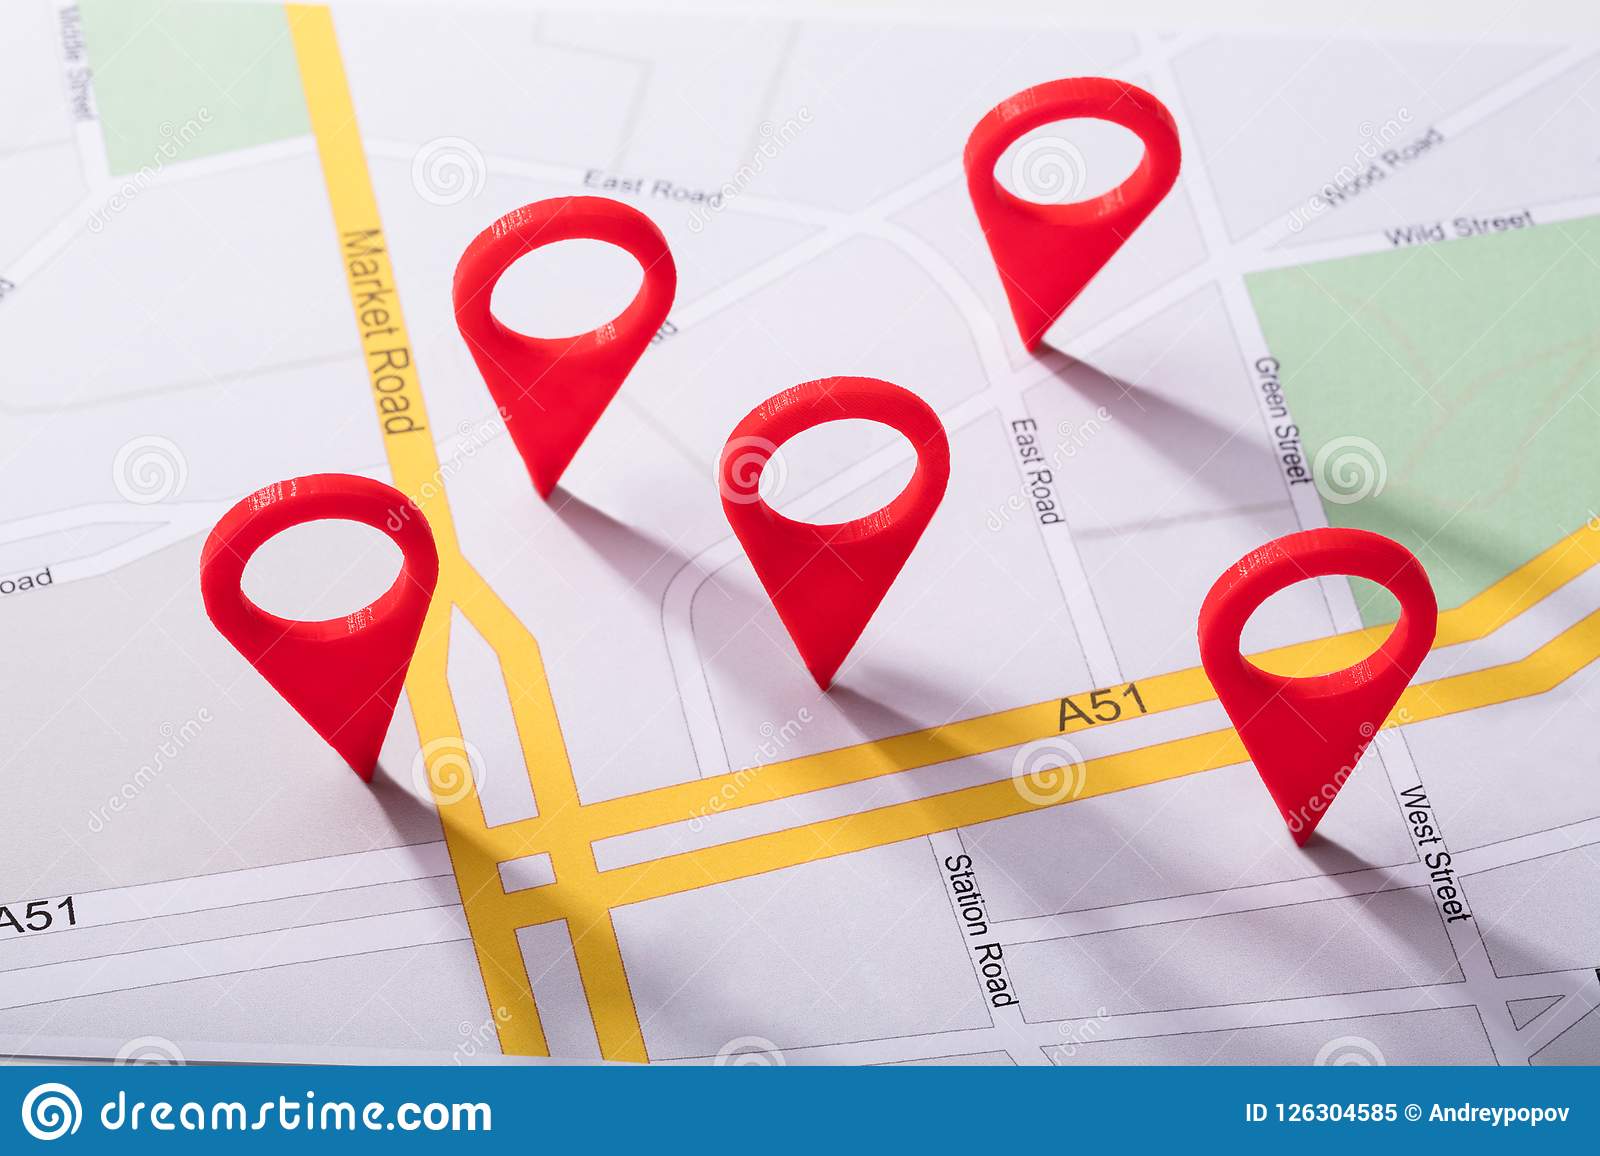 Middle Street
East Road
Wood Road
Wild Street
Market Road
Green Street
East Road
oad
A51
A51
West Street
Station Road
dreamstime.com
ID 126304585 © Andreypopov